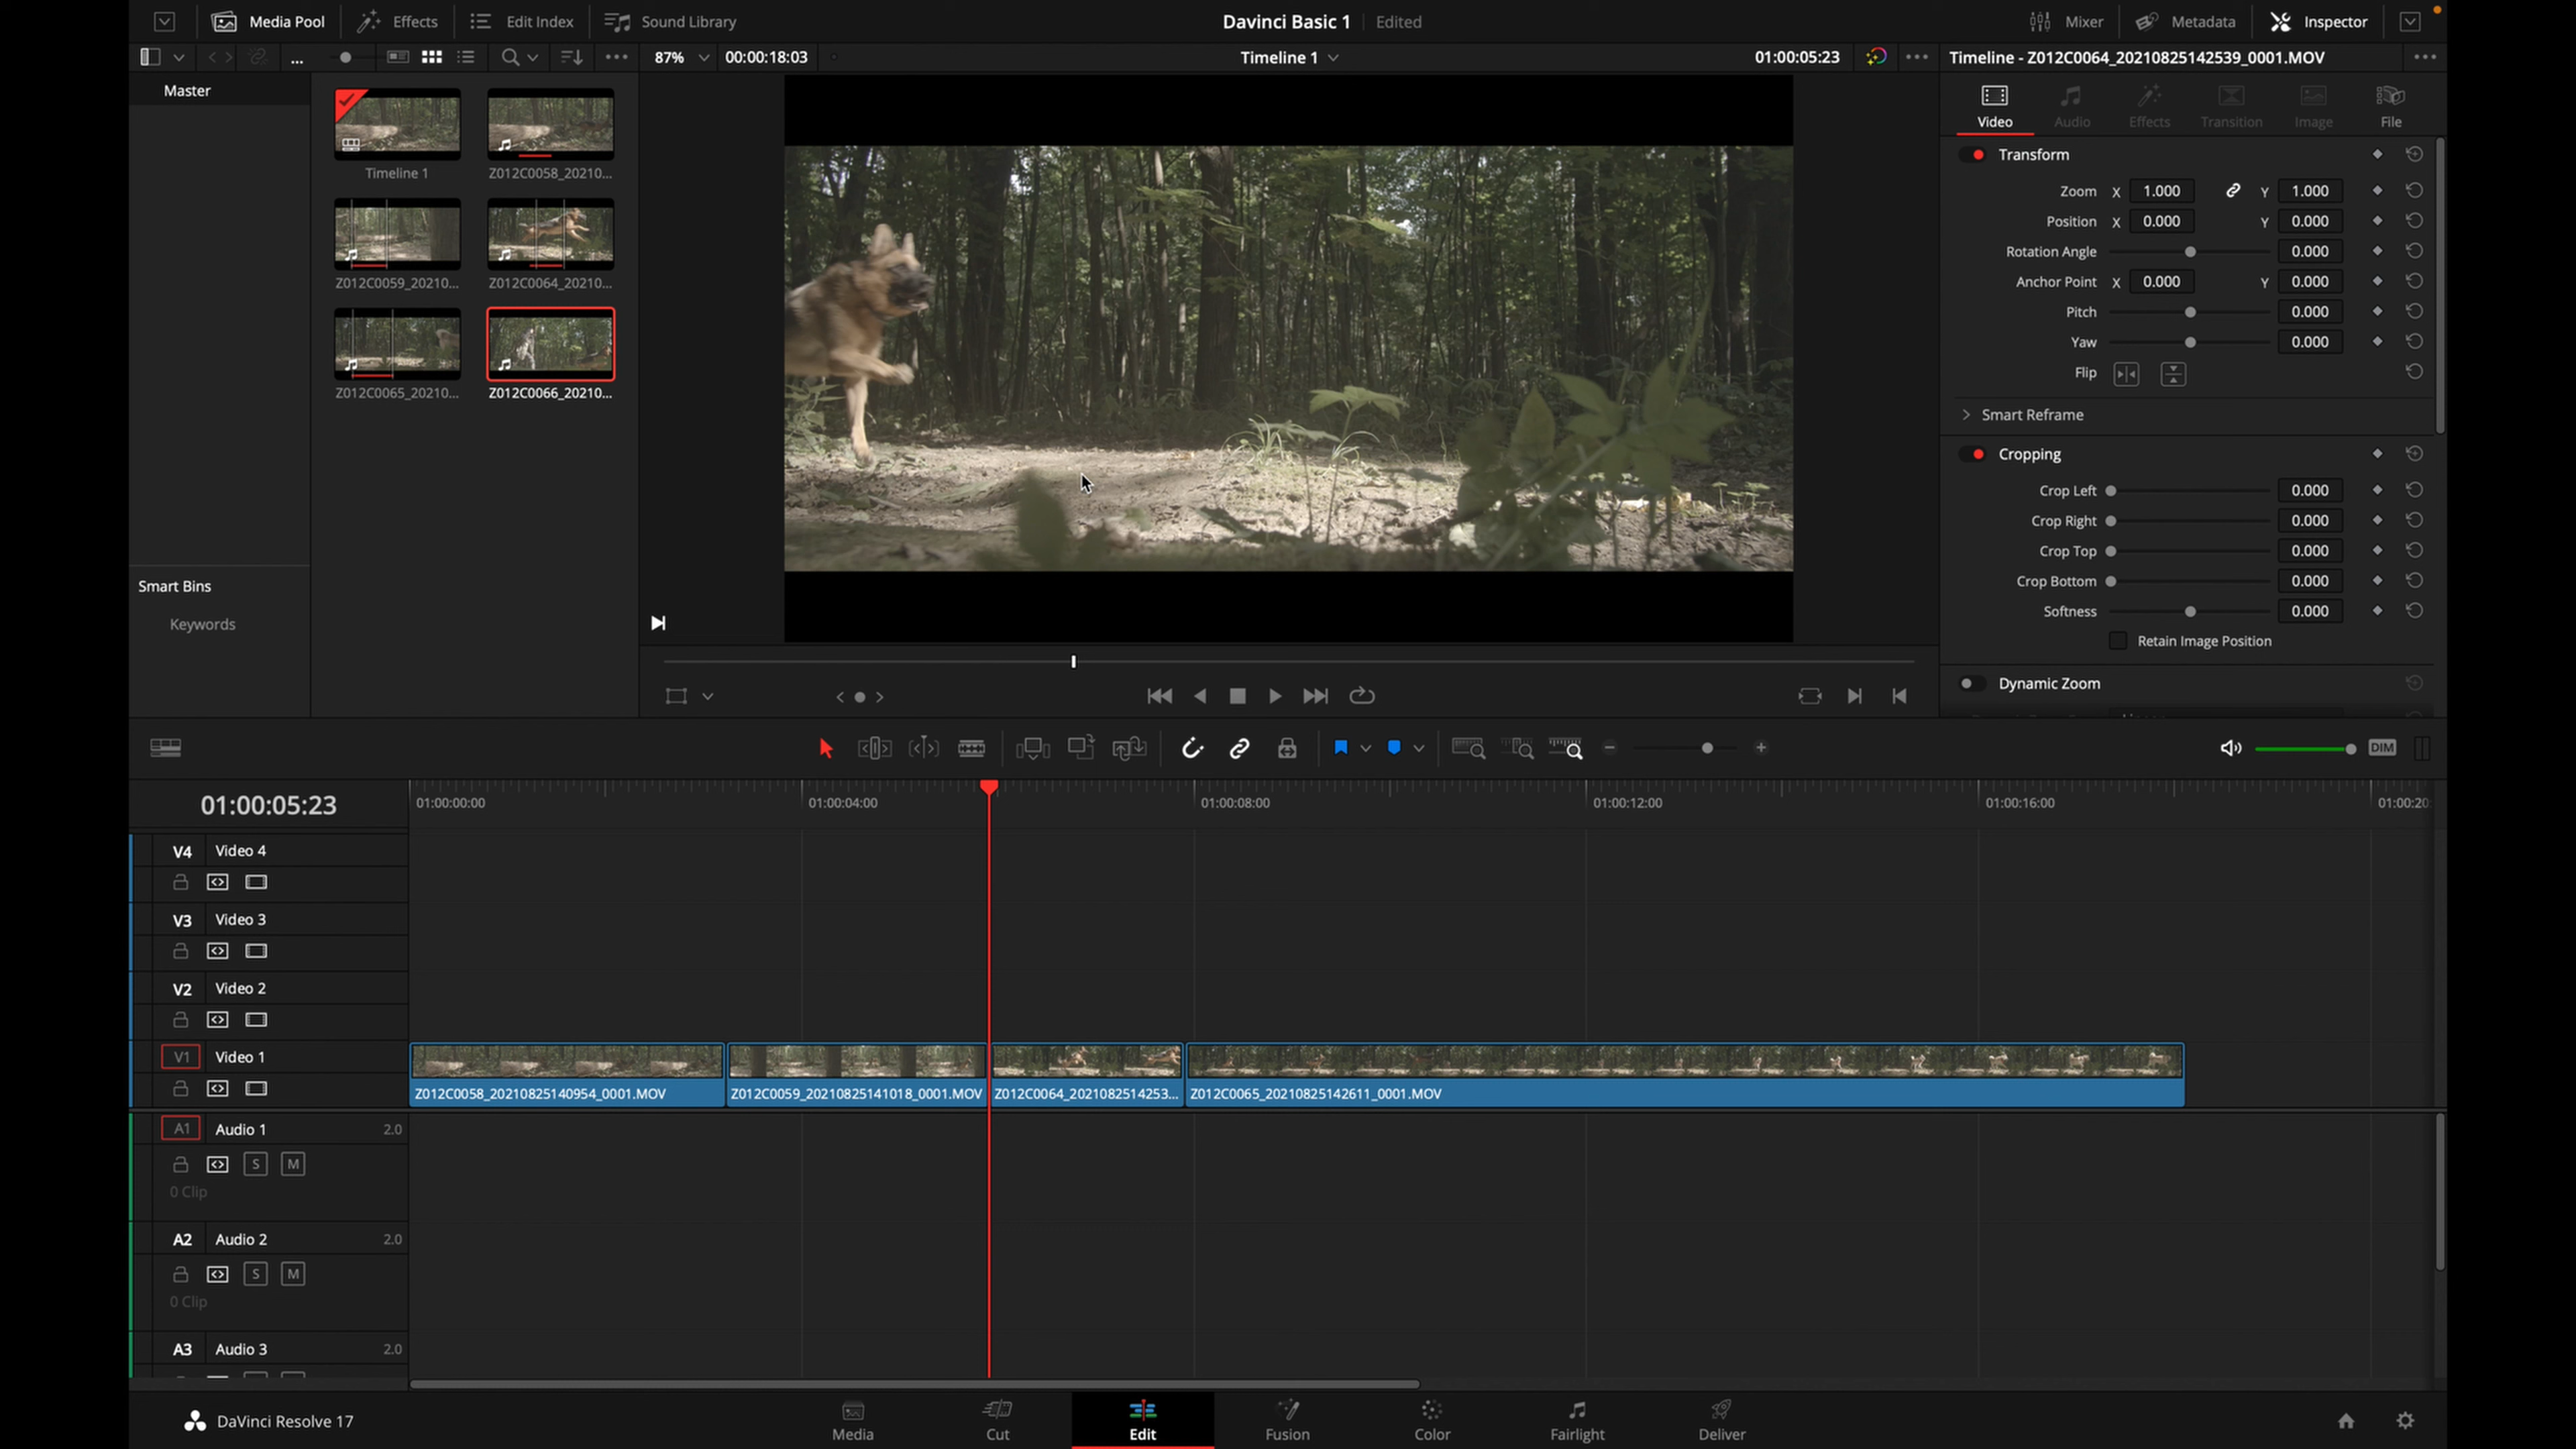 Media Pool
Effects
Edit Index
Sound Library
Davinci Basic 1
Edited
Mixer
Metadata
Inspector
...
87%
00:00:18:03
Timeline 1
01:00:05:23
Timeline - Z012C0064_20210825142539_0001.MOV
Master
Timeline 1
Z012C0058_20210...
Z012C0059_20210...
Z012C0064_20210...
Z012C0065_20210...
Z012C0066_20210...
Smart Bins
Keywords
Video
Audio
Effects
Transition
Image
File
Transform
Zoom X 1.000 Y 1.000
Position X 0.000 Y 0.000
Rotation Angle 0.000
Anchor Point X 0.000 Y 0.000
Pitch 0.000
Yaw 0.000
Flip
Smart Reframe
Cropping
Crop Left 0.000
Crop Right 0.000
Crop Top 0.000
Crop Bottom 0.000
Softness 0.000
Retain Image Position
Dynamic Zoom
DIM
01:00:05:23
01:00:00:00
01:00:04:00
01:00:08:00
01:00:12:00
01:00:16:00
01:00:20
V4 Video 4
V3 Video 3
V2 Video 2
V1 Video 1
Z012C0058_20210825140954_0001.MOV
Z012C0059_20210825141018_0001.MOV
Z012C0064_2021082514253...
Z012C0065_20210825142611_0001.MOV
A1 Audio 1 2.0
S M
0 Clip
A2 Audio 2 2.0
S M
0 Clip
A3 Audio 3 2.0
DaVinci Resolve 17
Media
Cut
Edit
Fusion
Color
Fairlight
Deliver